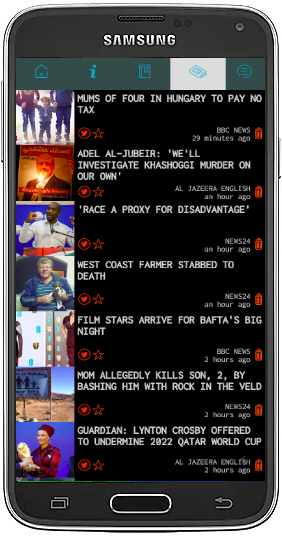 SAMSUNG
MUMS OF FOUR IN HUNGARY TO PAY NO
TAX
BBC NEWS
29 minutes ago
ADEL AL-JUBEIR: 'WE'LL
INVESTIGATE KHASHOGGI MURDER ON
OUR OWN'
AL JAZEERA ENGLISH
an hour ago
'RACE A PROXY FOR DISADVANTAGE'
NEWS24
an hour ago
WEST COAST FARMER STABBED TO
DEATH
NEWS24
an hour ago
FILM STARS ARRIVE FOR BAFTA'S BIG
NIGHT
BBC NEWS
2 hours ago
MOM ALLEGEDLY KILLS SON, 2, BY
BASHING HIM WITH ROCK IN THE VELD
NEWS24
2 hours ago
GUARDIAN: LYNTON CROSBY OFFERED
TO UNDERMINE 2022 QATAR WORLD CUP
AL JAZEERA ENGLISH
2 hours ago